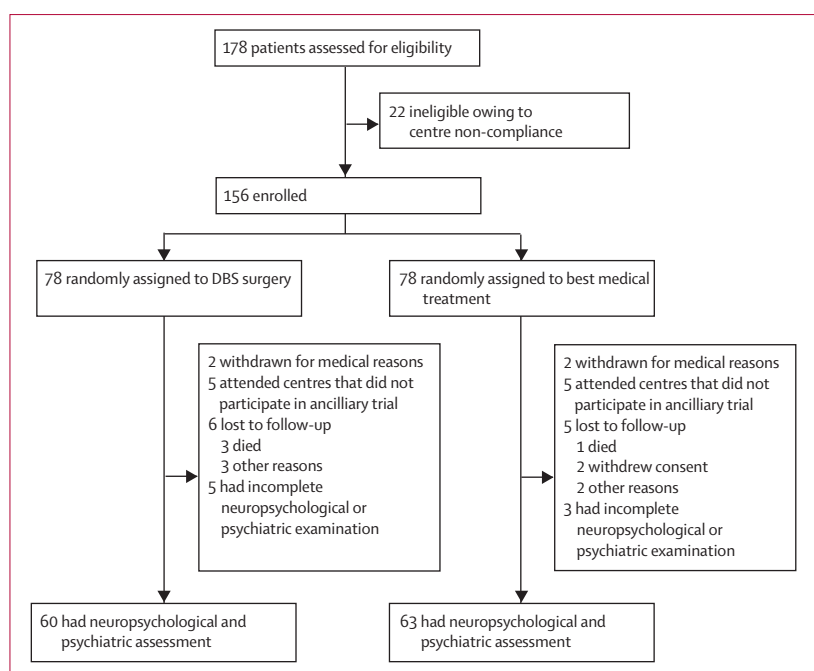 178 patients assessed for eligibility
22 ineligible owing to
centre non-compliance
156 enrolled
78 randomly assigned to DBS surgery
78 randomly assigned to best medical
treatment
2 withdrawn for medical reasons
5 attended centres that did not
participate in ancilliary trial
6 lost to follow-up
3 died
3 other reasons
5 had incomplete
neuropsychological or
psychiatric examination
2 withdrawn for medical reasons
5 attended centres that did not
participate in ancilliary trial
5 lost to follow-up
1 died
2 withdrew consent
2 other reasons
3 had incomplete
neuropsychological or
psychiatric examination
60 had neuropsychological and
psychiatric assessment
63 had neuropsychological and
psychiatric assessment